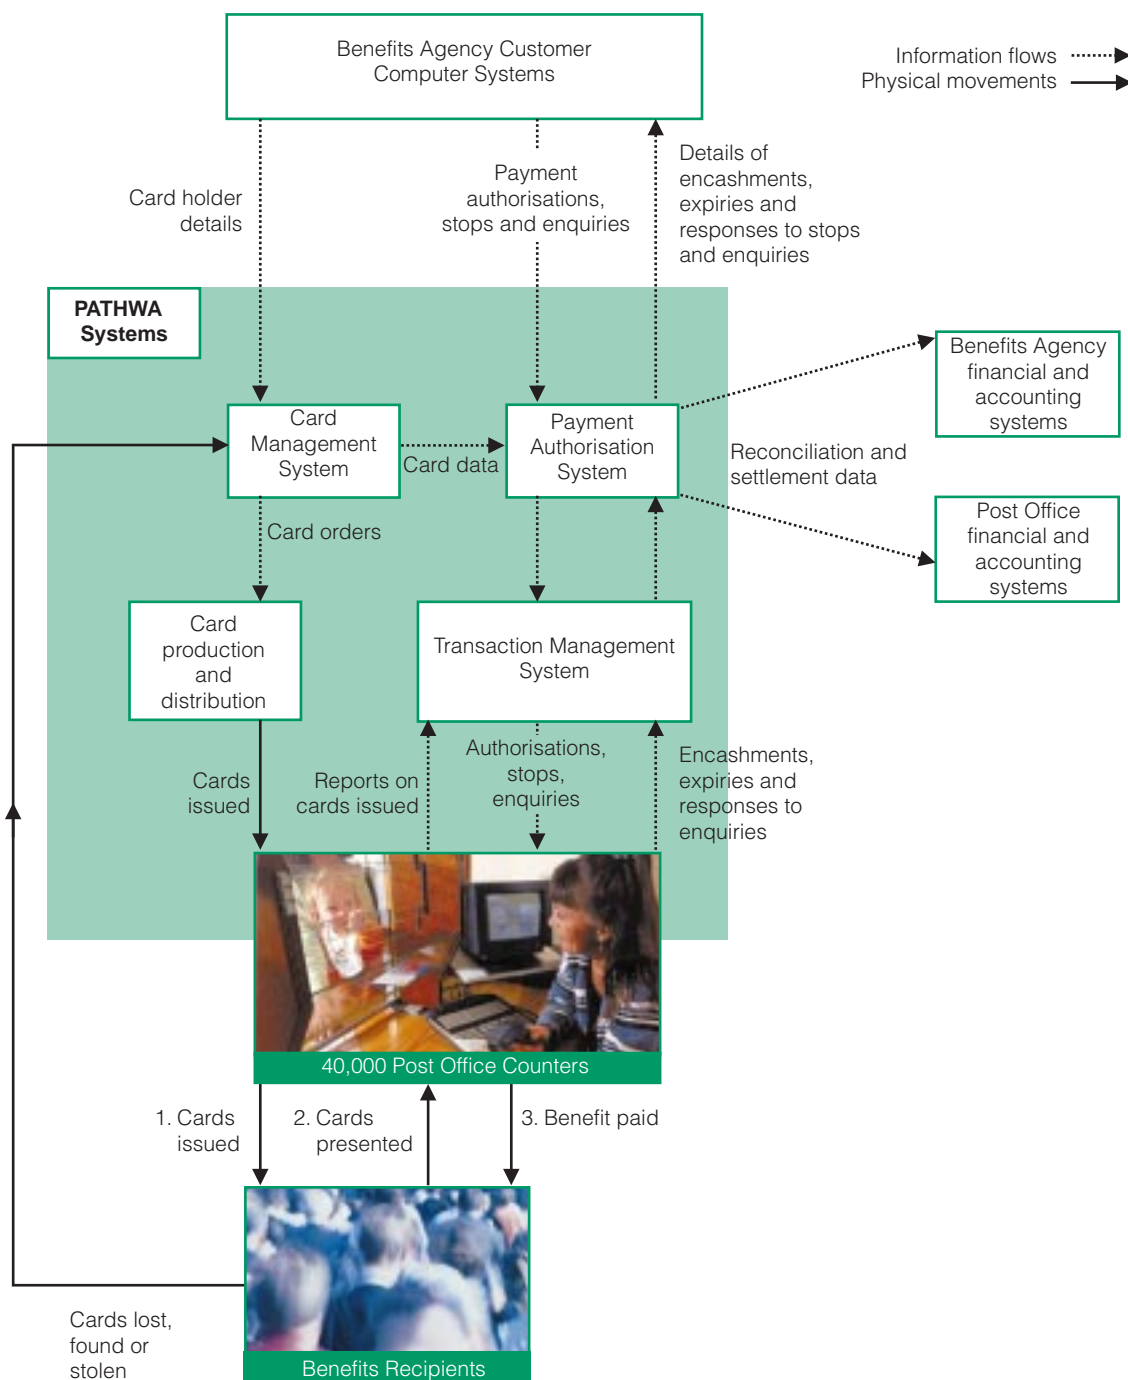 Benefits Agency Customer
Computer Systems
Information flows
Physical movements
Card holder
details
Payment
authorisations,
stops and enquiries
Details of
encashments,
expiries and
responses to stops
and enquiries
PATHWA
Systems
Benefits Agency
financial and
accounting
systems
Card
Management
System
Card data
Payment
Authorisation
System
Reconciliation and
settlement data
Post Office
financial and
accounting
systems
Card orders
Card
production
and
distribution
Transaction Management
System
Cards
issued
Reports on
cards issued
Authorisations,
stops,
enquiries
Encashments,
expiries and
responses to
enquiries
40,000 Post Office Counters
1. Cards
issued
2. Cards
presented
3. Benefit paid
Cards lost,
found or
stolen
Benefits Recipients